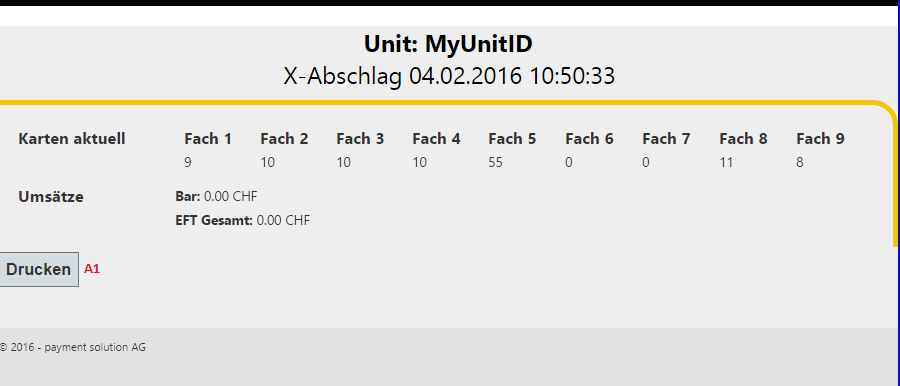 Unit: MyUnitID
X-Abschlag 04.02.2016 10:50:33
Karten aktuell Fach 1 Fach 2 Fach 3 Fach 4 Fach 5 Fach 6 Fach 7 Fach 8 Fach 9
9 10 10 10 55 0 0 11 8
Umsätze Bar: 0.00 CHF
EFT Gesamt: 0.00 CHF
Drucken A1
© 2016 - payment solution AG